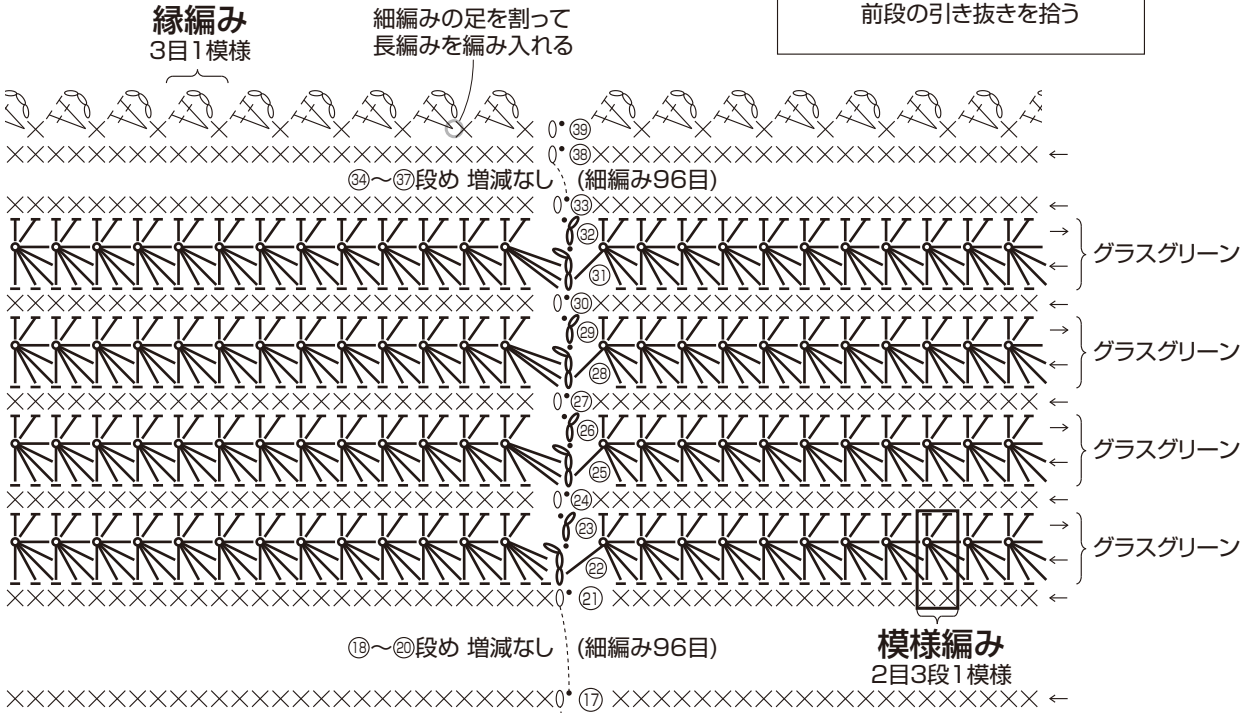 縁編み
3目1模様
細編みの足を割って
長編みを編み入れる
前段の引き抜きを拾う
㊴
㊳
㉞〜㊲段め 増減なし (細編み96目)
㉝
㉜
グラスグリーン
㉛
㉚
㉙
グラスグリーン
㉘
㉗
㉖
グラスグリーン
㉕
㉔
㉓
グラスグリーン
㉒
㉑
⑱〜⑳段め 増減なし (細編み96目)
模様編み
2目3段1模様
⑰